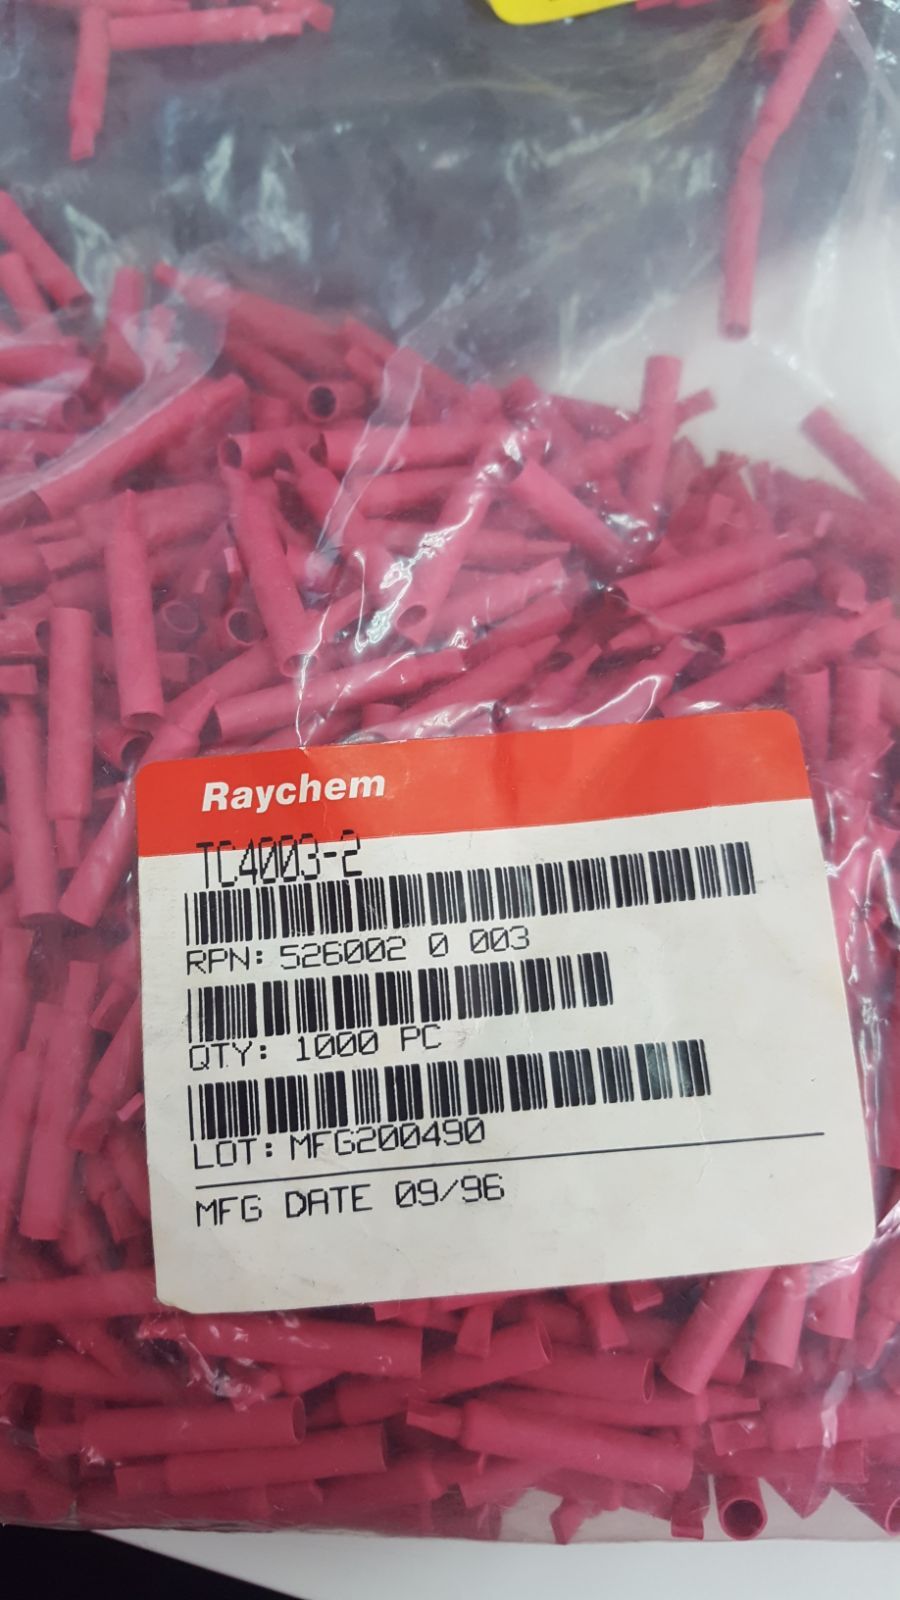 Raychem
TC4003-2
RPN: 526002 0 003
QTY: 1000 PC
LOT: MFG200490
MFG DATE 09/96